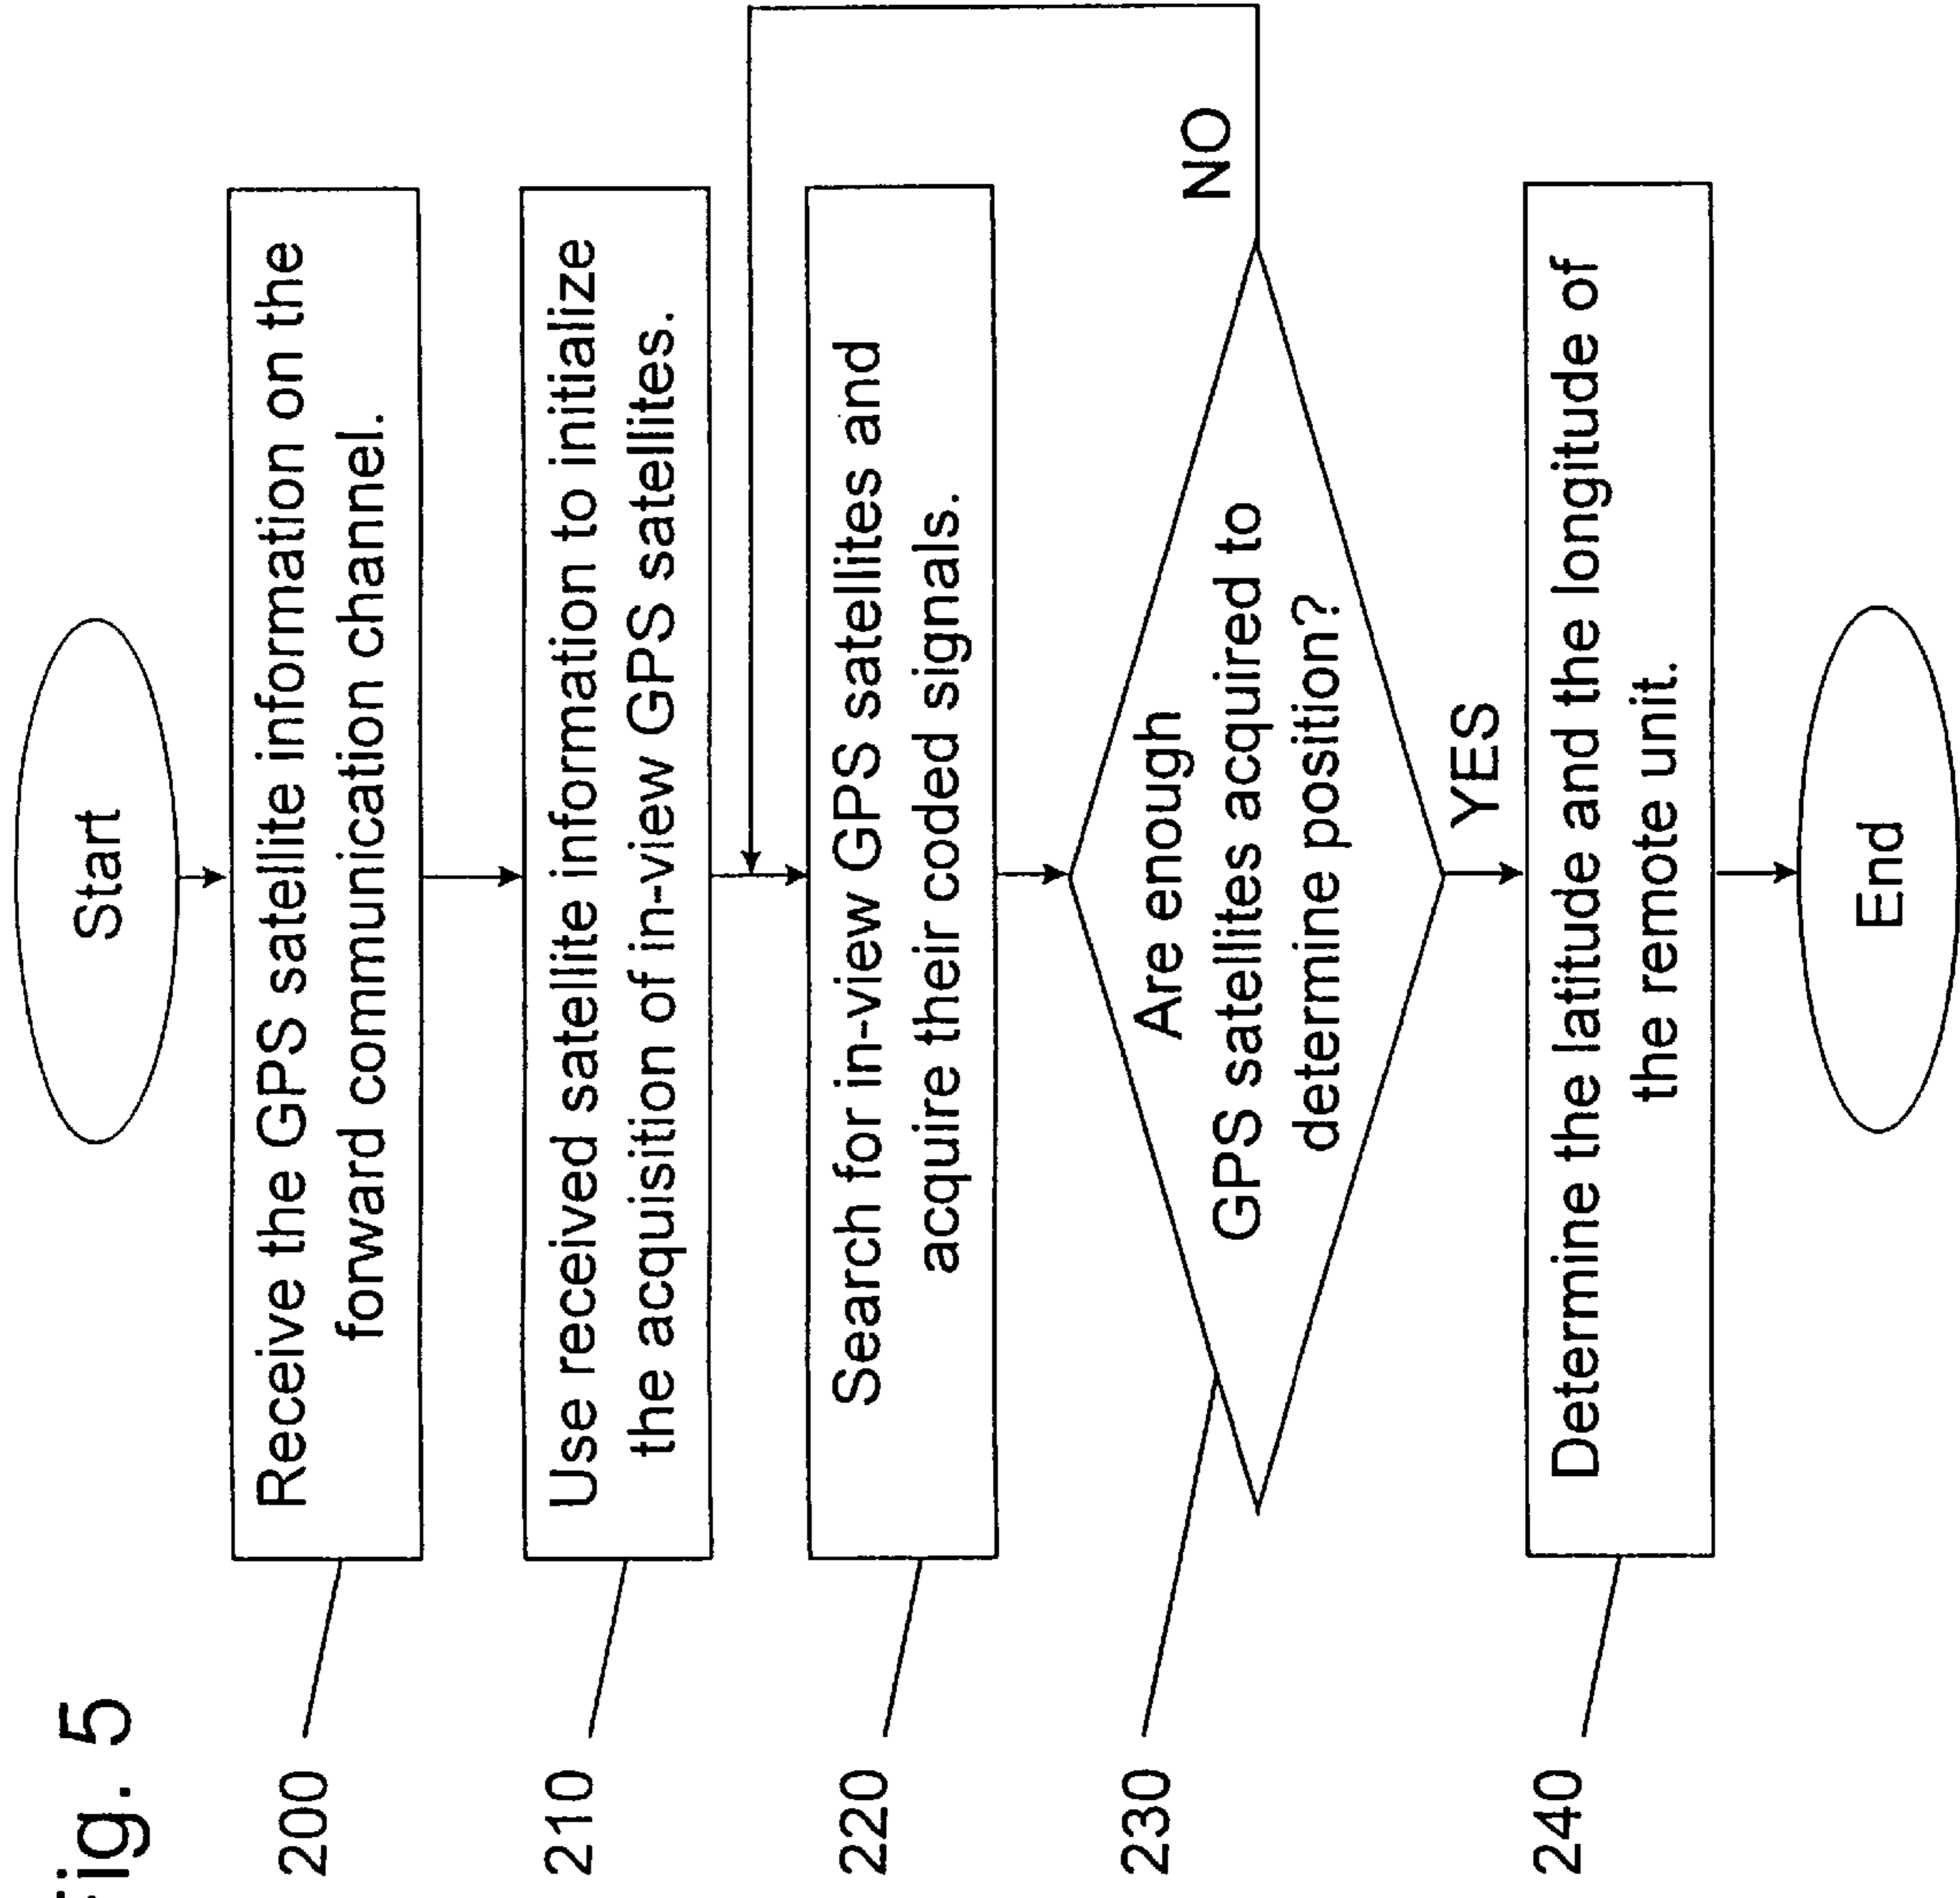 Fig. 5
Start
200
Receive the GPS satellite information on the
forward communication channel.
210
Use received satellite information to initialize
the acquisition of in-view GPS satellites.
220
Search for in-view GPS satellites and
acquire their coded signals.
230
Are enough
GPS satellites acquired to
determine position?
NO
YES
240
Determine the latitude and the longitude of
the remote unit.
End